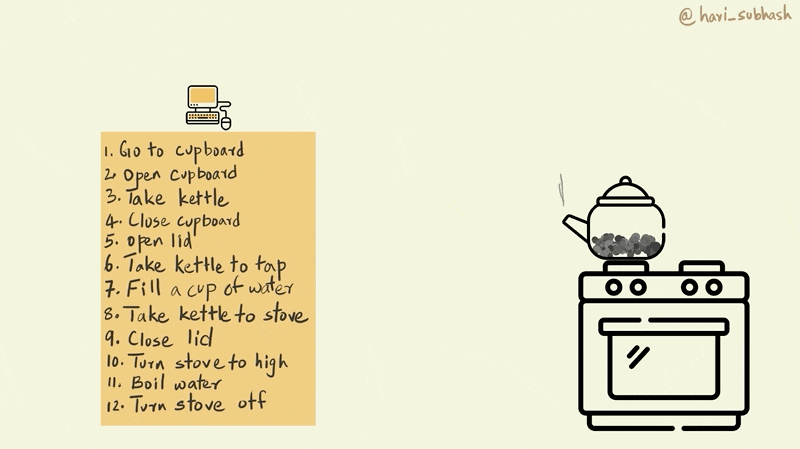 @hari_subhash
1. Go to cupboard
2. Open cupboard
3. Take kettle
4. Close cupboard
5. open lid
6. Take kettle to tap
7. Fill a cup of water
8. Take kettle to stove
9. Close lid
10. Turn stove to high
11. Boil water
12. Turn stove off